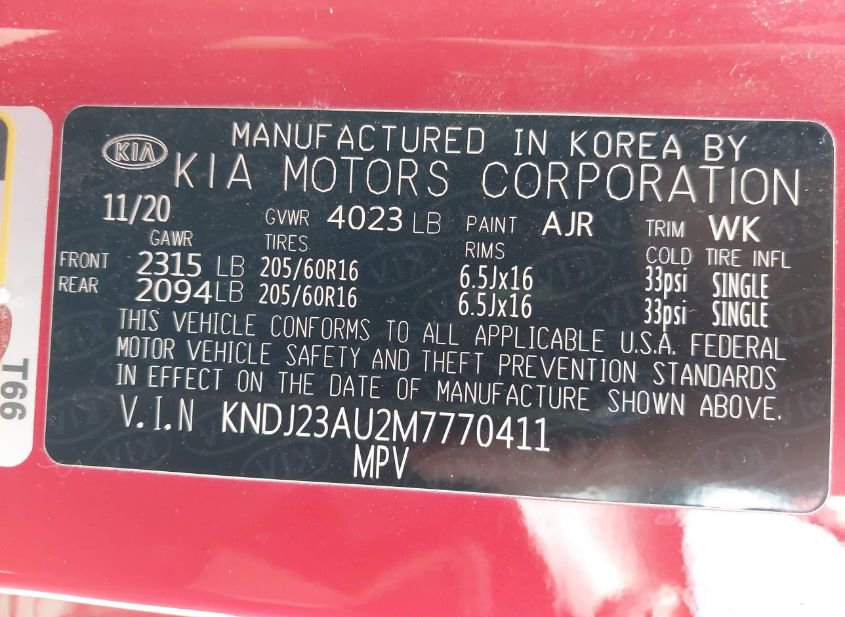 KIA MANUFACTURED IN KOREA BY
KIA MOTORS CORPORATION
11/20 GVWR 4023 LB PAINT AJR TRIM WK
GAWR TIRES RIMS COLD TIRE INFL
FRONT 2315 LB 205/60R16 6.5Jx16 33psi SINGLE
REAR 2094LB 205/60R16 6.5Jx16 33psi SINGLE
THIS VEHICLE CONFORMS TO ALL APPLICABLE U.S.A. FEDERAL
MOTOR VEHICLE SAFETY AND THEFT PREVENTION STANDARDS
IN EFFECT ON THE DATE OF MANUFACTURE SHOWN ABOVE.
V.I.N KNDJ23AU2M7770411
MPV
T66